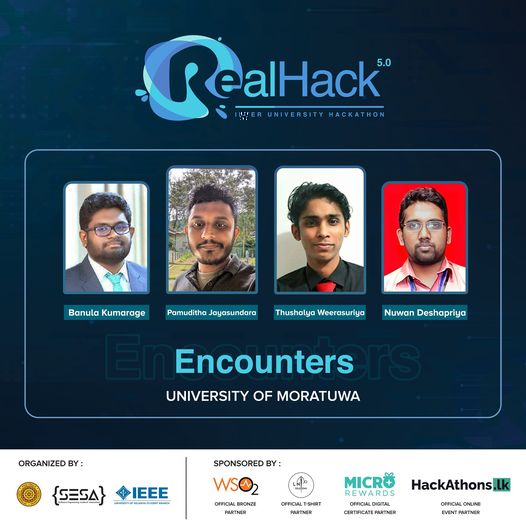 RealHack 5.0
INTER UNIVERSITY HACKATHON
Banula Kumarage
Pamuditha Jayasundara
Thushalya Weerasuriya
Nuwan Deshapriya
Encounters
Encounters
UNIVERSITY OF MORATUWA
ORGANIZED BY :
SPONSORED BY :
{SESA}
IEEE
WSO2
MICRO
REWARDS
HackAthons.lk
OFFICIAL BRONZE
PARTNER
OFFICIAL T-SHIRT
PARTNER
OFFICIAL DIGITAL
CERTIFICATE PARTNER
OFFICIAL ONLINE
EVENT PARTNER